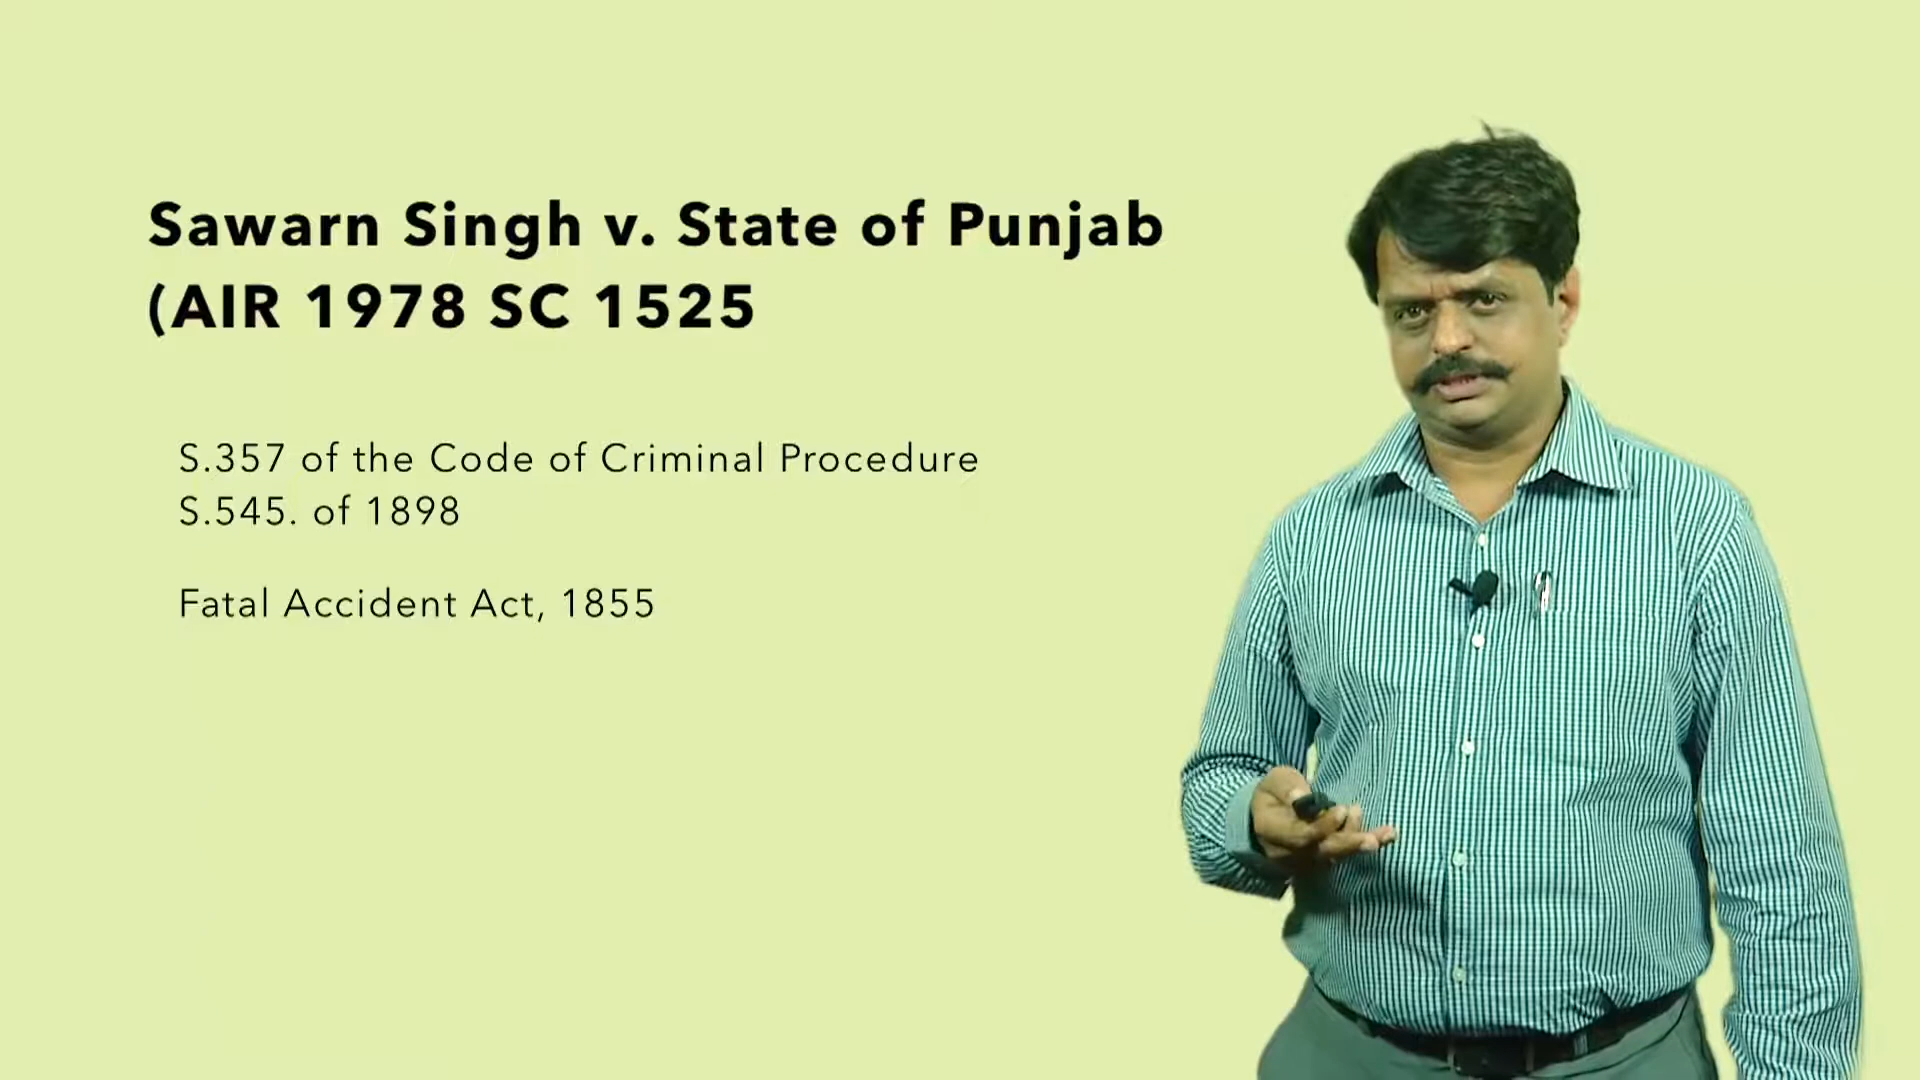 Sawarn Singh v. State of Punjab
(AIR 1978 SC 1525
S.357 of the Code of Criminal Procedure
S.545. of 1898
Fatal Accident Act, 1855